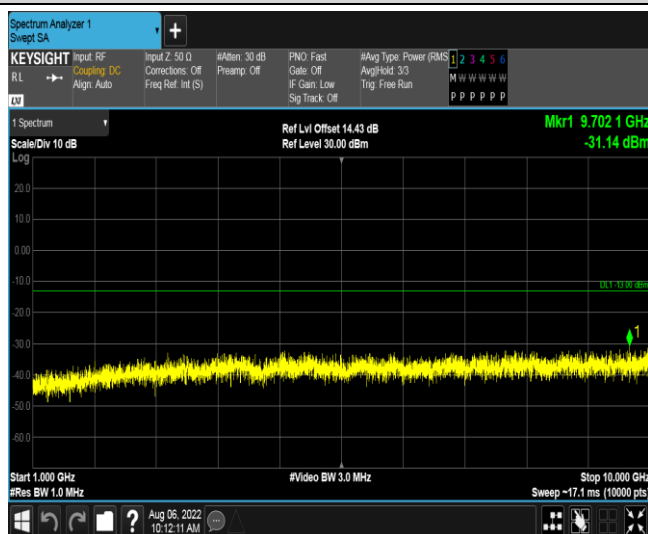 Spectrum Analyzer 1
Swept SA
+
KEYSIGHT Input: RF Input Z: 50 Ω #Atten: 30 dB PNO: Fast #Avg Type: Power (RMS 1 2 3 4 5 6
RL Coupling: DC Corrections: Off Preamp: Off Gate: Off Avg|Hold: 3/3 M W W W W W
Align: Auto Freq Ref: Int (S) IF Gain: Low Trig: Free Run
LXI Sig Track: Off P P P P P P
1 Spectrum Ref Lvl Offset 14.43 dB Mkr1 9.702 1 GHz
Scale/Div 10 dB Ref Level 30.00 dBm -31.14 dBm
Log
20.0
10.0
0.00
-10.0
DL1 -13.00 dBm
-20.0
-30.0
1
-40.0
-50.0
-60.0
Start 1.000 GHz #Video BW 3.0 MHz Stop 10.000 GHz
#Res BW 1.0 MHz Sweep ~17.1 ms (10000 pts)
? Aug 06, 2022
10:12:11 AM